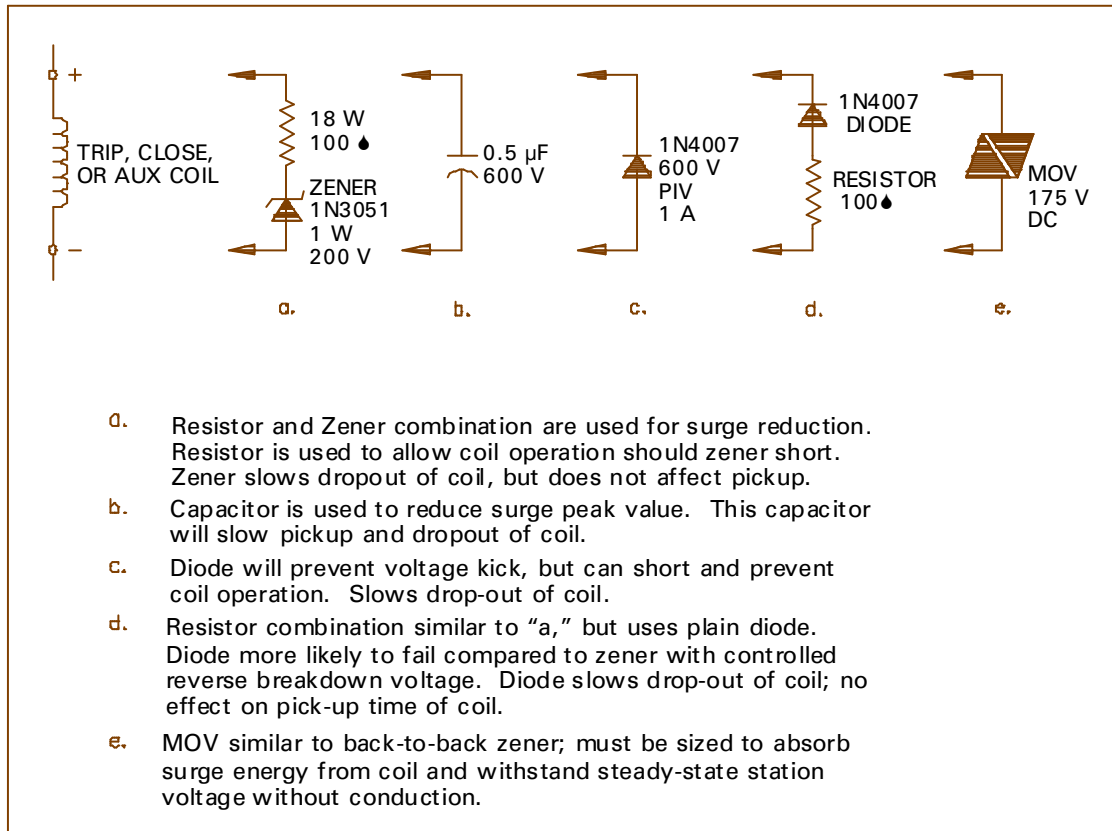 +
TRIP, CLOSE,
OR AUX COIL
–
18 W
100
ZENER
1N3051
1 W
200 V
a.
0.5 µF
600 V
b.
1N4007
600 V
PIV
1 A
c.
1N4007
DIODE
RESISTOR
100
d.
MOV
175 V
DC
e.
a. Resistor and Zener combination are used for surge reduction.
Resistor is used to allow coil operation should zener short.
Zener slows dropout of coil, but does not affect pickup.
b. Capacitor is used to reduce surge peak value. This capacitor
will slow pickup and dropout of coil.
c. Diode will prevent voltage kick, but can short and prevent
coil operation. Slows drop-out of coil.
d. Resistor combination similar to “a,” but uses plain diode.
Diode more likely to fail compared to zener with controlled
reverse breakdown voltage. Diode slows drop-out of coil; no
effect on pick-up time of coil.
e. MOV similar to back-to-back zener; must be sized to absorb
surge energy from coil and withstand steady-state station
voltage without conduction.